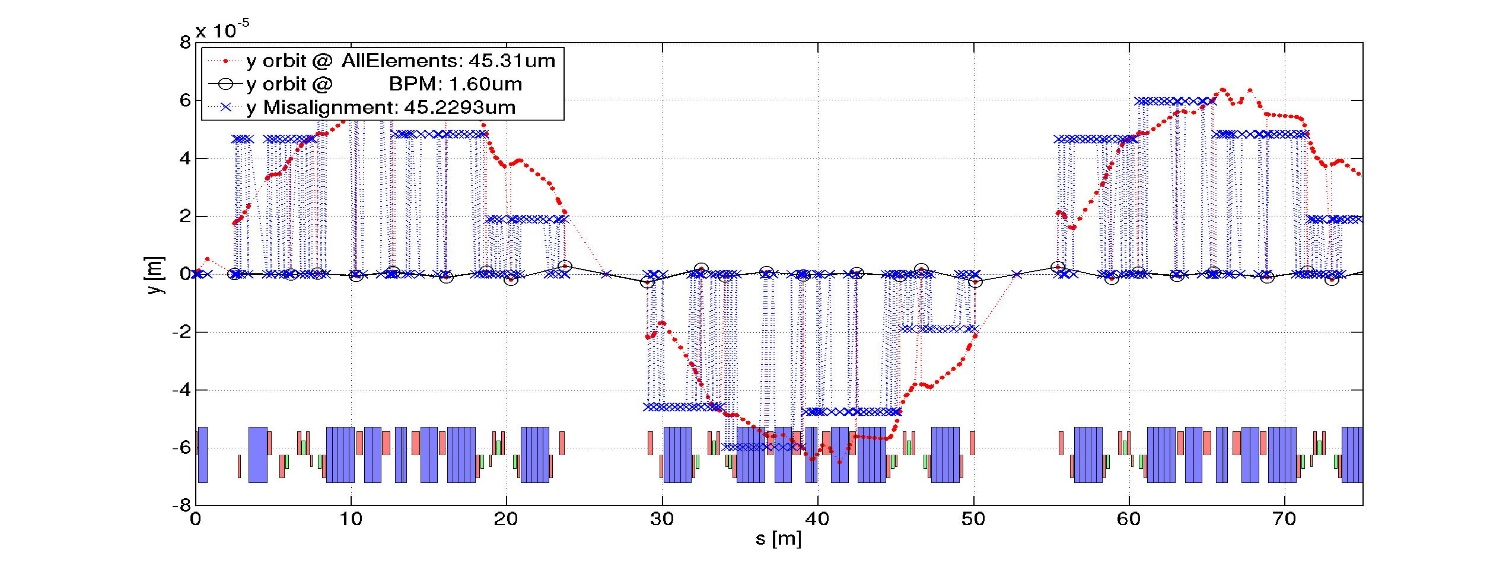 x 10-5
8
y orbit @ AllElements: 45.31um
y orbit @ BPM: 1.60um
y Misalignment: 45.2293um
6
4
2
0
-2
-4
-6
-8
y [m]
0 10 20 30 40 50 60 70
s [m]